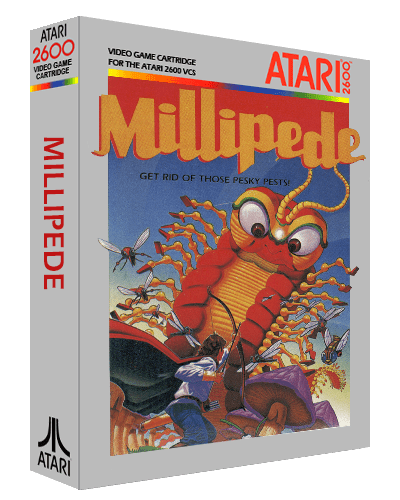 ATARI
2600
VIDEO GAME
CARTRIDGE
MILLIPEDE
ATARI
VIDEO GAME CARTRIDGE
FOR THE ATARI 2600 VCS
ATARI 2600
Millipede
GET RID OF THOSE PESKY PESTS!